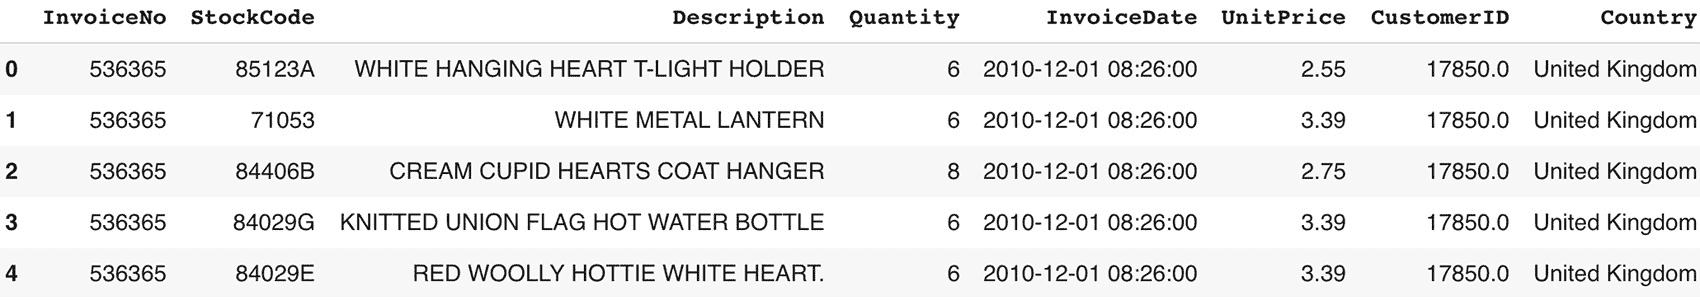 InvoiceNo StockCode Description Quantity InvoiceDate UnitPrice CustomerID Country
0 536365 85123A WHITE HANGING HEART T-LIGHT HOLDER 6 2010-12-01 08:26:00 2.55 17850.0 United Kingdom
1 536365 71053 WHITE METAL LANTERN 6 2010-12-01 08:26:00 3.39 17850.0 United Kingdom
2 536365 84406B CREAM CUPID HEARTS COAT HANGER 8 2010-12-01 08:26:00 2.75 17850.0 United Kingdom
3 536365 84029G KNITTED UNION FLAG HOT WATER BOTTLE 6 2010-12-01 08:26:00 3.39 17850.0 United Kingdom
4 536365 84029E RED WOOLLY HOTTIE WHITE HEART. 6 2010-12-01 08:26:00 3.39 17850.0 United Kingdom